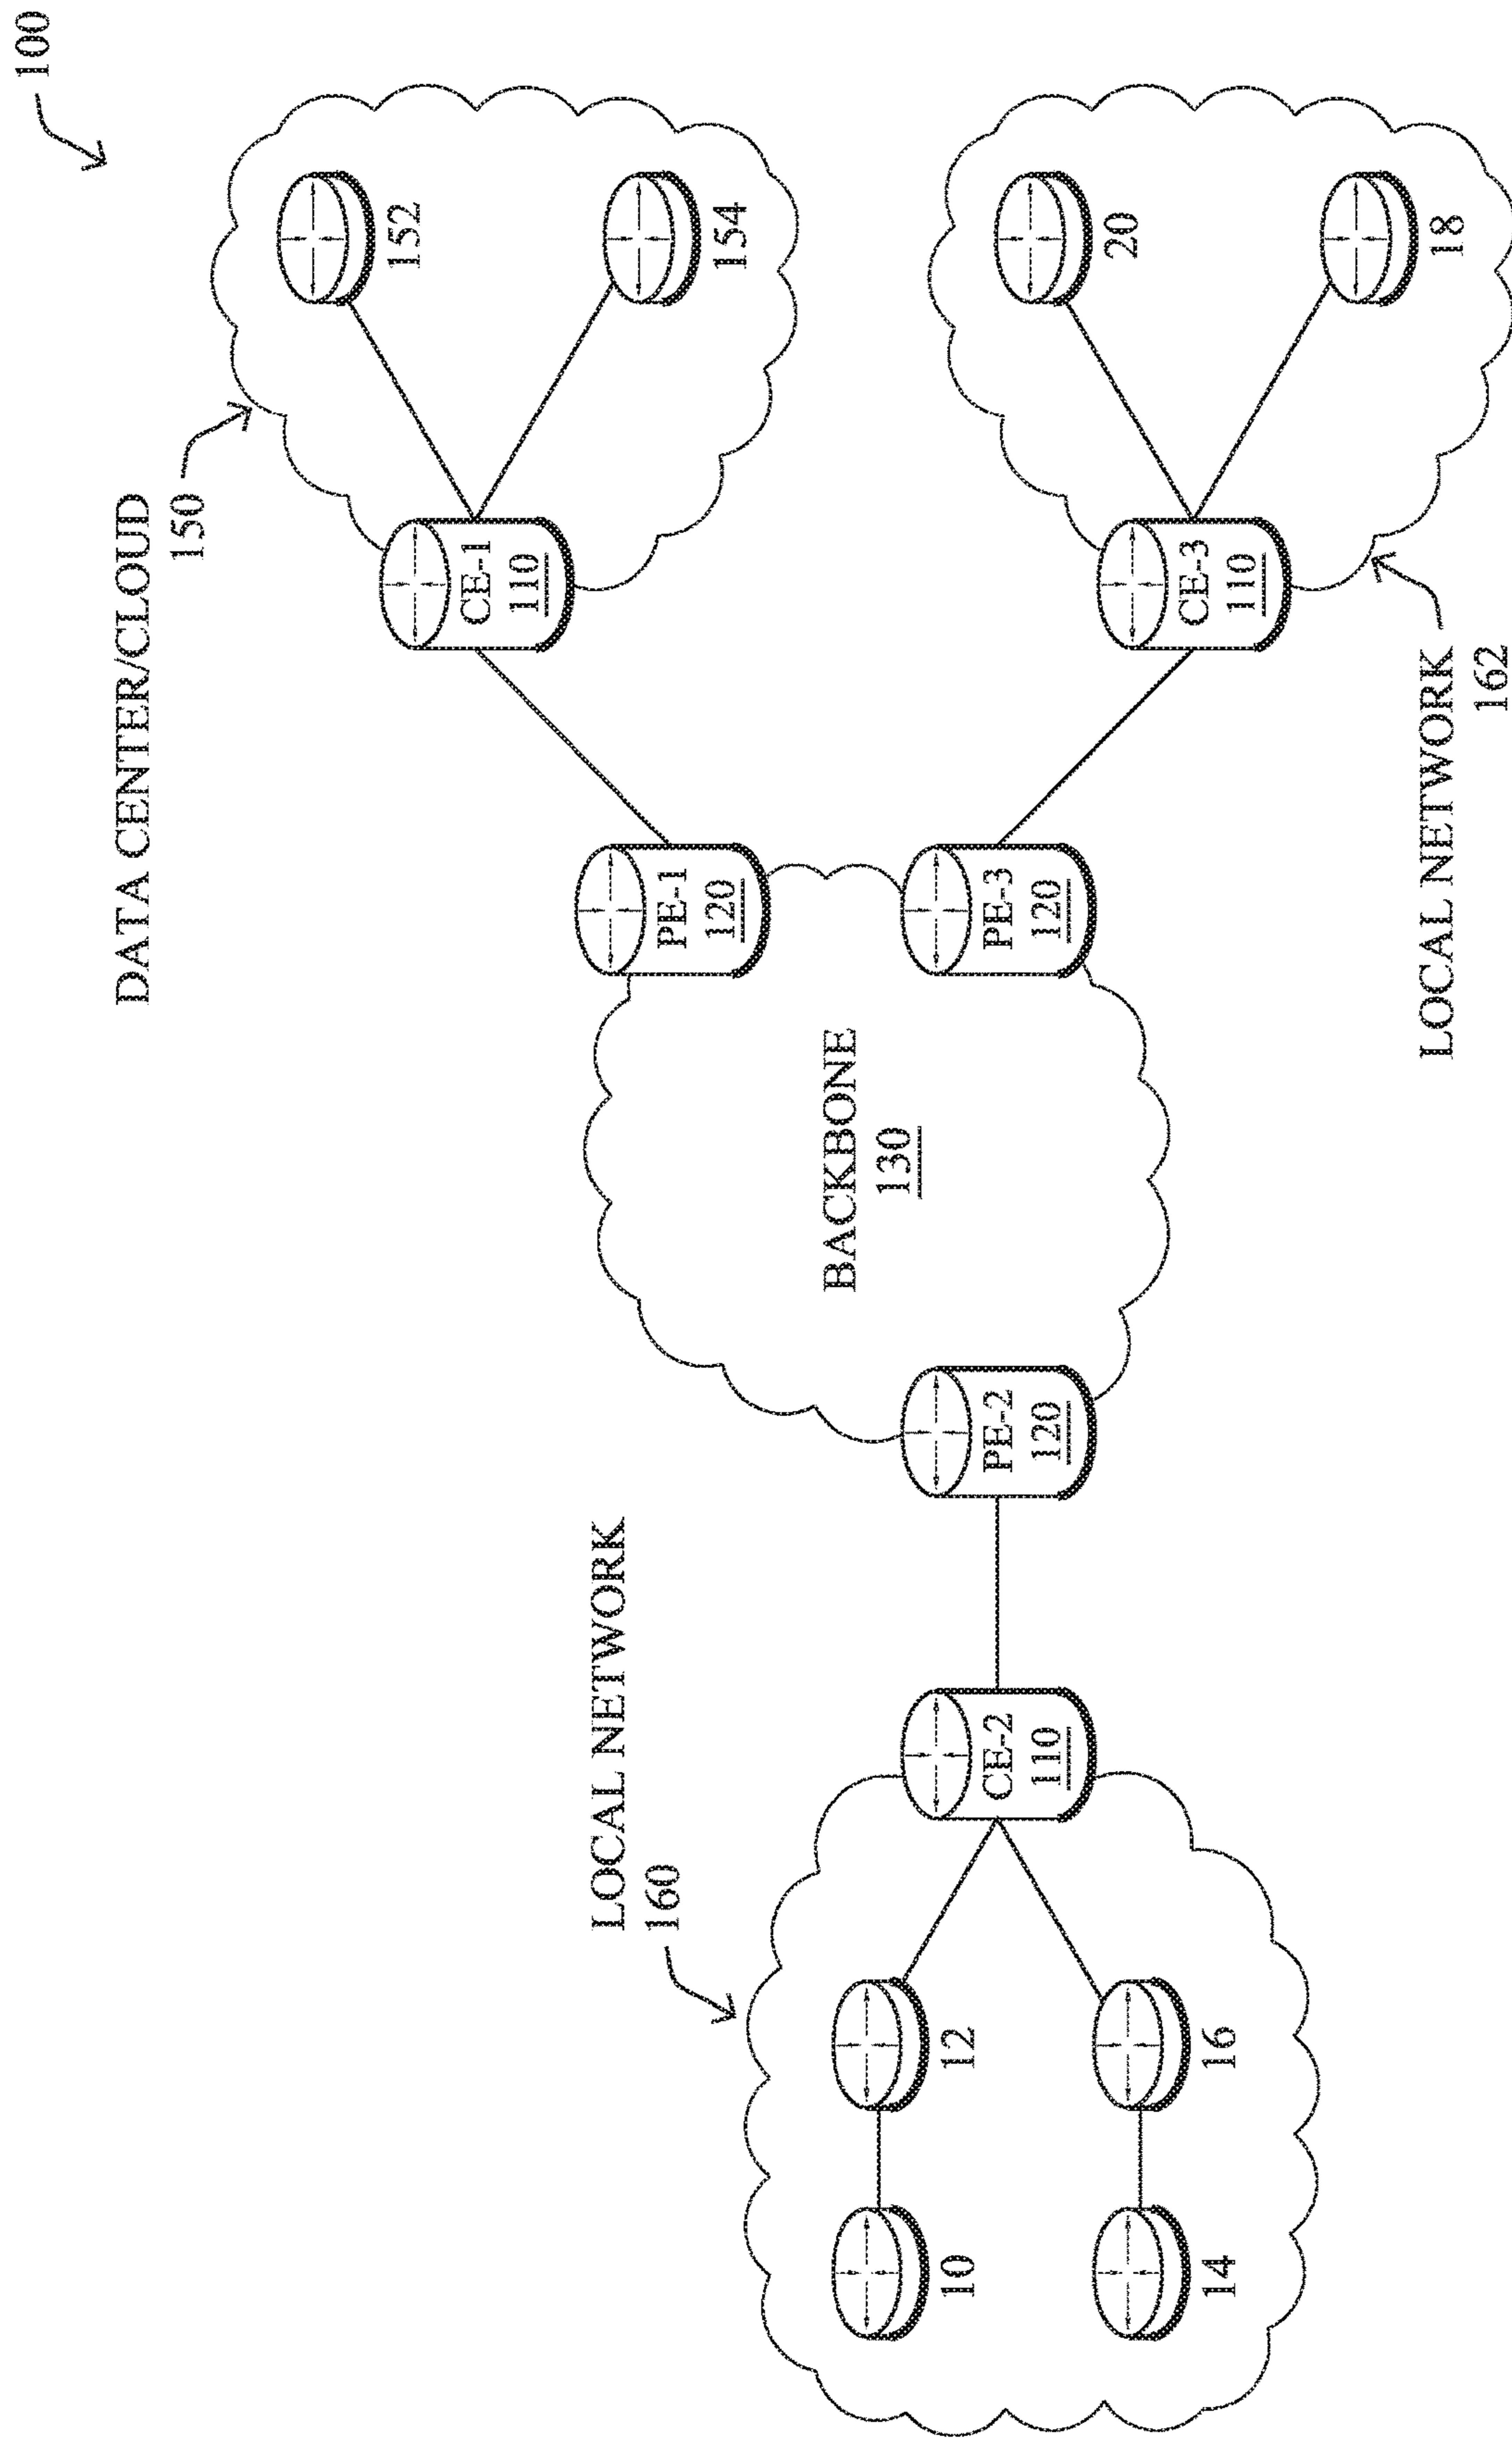 100
DATA CENTER/CLOUD
150
152
154
CE-1
110
PE-1
120
LOCAL NETWORK
160
BACKBONE
130
10
12
14
16
CE-2
110
PE-2
120
PE-3
120
CE-3
110
20
18
LOCAL NETWORK
162